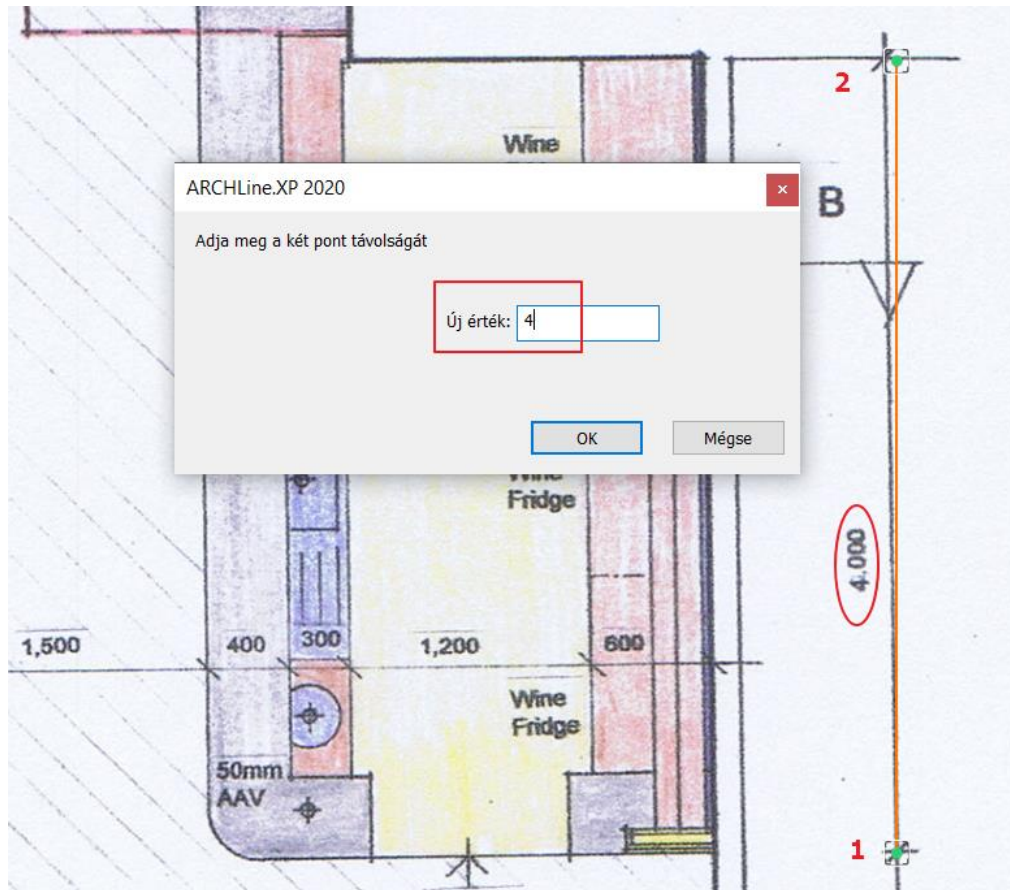 2
Wine
ARCHLine.XP 2020
B
Adja meg a két pont távolságát
Új érték: 4
OK Mégse
Wine
Fridge
4.000
1,500 400 300 1,200 600
Wine
Fridge
50mm
AAV
1